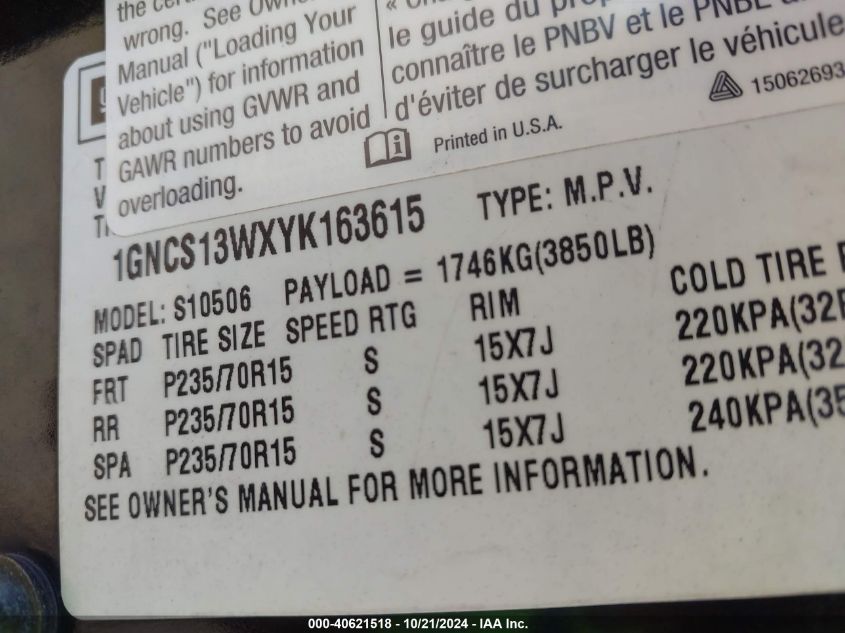 the
wrong. See Owner
Manual ("Loading Your
Vehicle") for information
about using GVWR and
GAWR numbers to avoid
overloading.
le guide du
connaître le PNBV et le PNBE
d'éviter de surcharger le véhicule
15062693
Printed in U.S.A.
1GNCS13WXYK163615 TYPE: M.P.V.
MODEL: S10506 PAYLOAD = 1746KG(3850LB)
SPAD TIRE SIZE SPEED RTG RIM COLD TIRE
FRT P235/70R15 S 15X7J 220KPA(32
RR P235/70R15 S 15X7J 220KPA(32
SPA P235/70R15 S 15X7J 240KPA(35
SEE OWNER'S MANUAL FOR MORE INFORMATION.
000-40621518 - 10/21/2024 - IAA Inc.